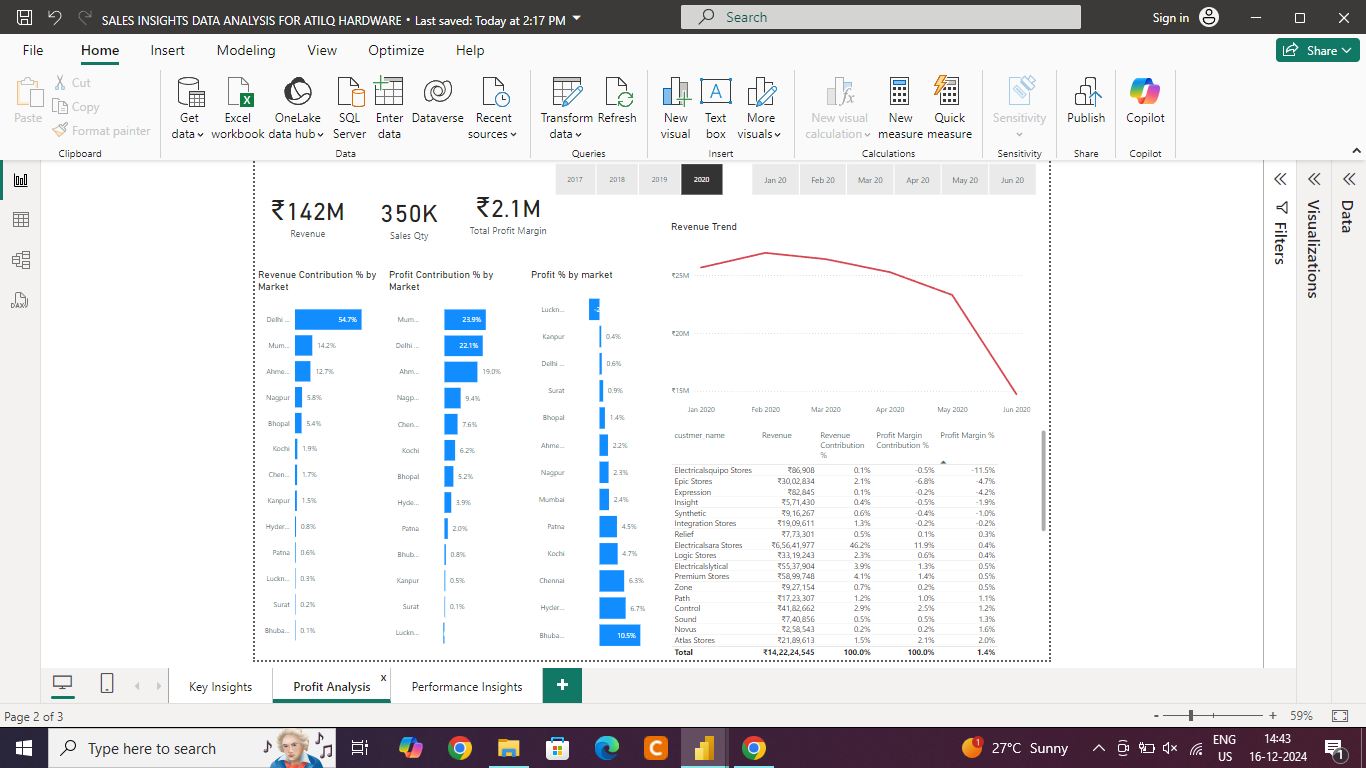 SALES INSIGHTS DATA ANALYSIS FOR ATILQ HARDWARE • Last saved: Today at 2:17 PM
Search
Sign in
File Home Insert Modeling View Optimize Help
Share
Paste
Cut
Copy
Format painter
Clipboard
Get data
Excel workbook
OneLake data hub
SQL Server
Enter data
Dataverse
Recent sources
Data
Transform data
Refresh
Queries
New visual
Text box
More visuals
Insert
New visual calculation
New measure
Quick measure
Calculations
Sensitivity
Sensitivity
Publish
Share
Copilot
Copilot
2017 2018 2019 2020
Jan 20 Feb 20 Mar 20 Apr 20 May 20 Jun 20
₹142M
Revenue
350K
Sales Qty
₹2.1M
Total Profit Margin
Revenue Contribution % by
Market
Delhi ... 54.7%
Mum... 14.2%
Ahme... 12.7%
Nagpur 5.8%
Bhopal 5.4%
Kochi 1.9%
Chen... 1.7%
Kanpur 1.5%
Hyder... 0.8%
Patna 0.6%
Luckn... 0.3%
Surat 0.2%
Bhuba... 0.1%
Profit Contribution % by
Market
Mum... 23.9%
Delhi ... 22.1%
Ahm... 19.0%
Nagp... 9.4%
Chen... 7.6%
Kochi 6.2%
Bhopal 5.2%
Hyde... 3.9%
Patna 2.0%
Bhub... 0.8%
Kanpur 0.5%
Surat 0.1%
Luckn...
Profit % by market
Luckn...
Kanpur 0.4%
Delhi ... 0.6%
Surat 0.9%
Bhopal 1.4%
Ahme... 2.2%
Nagpur 2.3%
Mumbai 2.4%
Patna 4.5%
Kochi 4.7%
Chennai 6.3%
Hyder... 6.7%
Bhuba... 10.5%
Revenue Trend
₹25M
₹20M
₹15M
Jan 2020 Feb 2020 Mar 2020 Apr 2020 May 2020 Jun 2020
custmer_name Revenue Revenue Contribution % Profit Margin Contribution % Profit Margin %
Electricalsquipo Stores ₹86,908 0.1% -0.5% -11.5%
Epic Stores ₹30,02,834 2.1% -6.8% -4.7%
Expression ₹82,845 0.1% -0.2% -4.2%
Insight ₹5,71,430 0.4% -0.5% -1.9%
Synthetic ₹9,16,267 0.6% -0.4% -1.0%
Integration Stores ₹19,09,611 1.3% -0.2% -0.2%
Relief ₹7,73,301 0.5% 0.1% 0.3%
Electricalsara Stores ₹6,56,41,977 46.2% 11.9% 0.4%
Logic Stores ₹33,19,243 2.3% 0.6% 0.4%
Electricalslytical ₹55,37,904 3.9% 1.3% 0.5%
Premium Stores ₹58,99,748 4.1% 1.4% 0.5%
Zone ₹9,27,154 0.7% 0.2% 0.5%
Path ₹17,23,307 1.2% 1.0% 1.1%
Control ₹41,82,662 2.9% 2.5% 1.2%
Sound ₹7,40,856 0.5% 0.5% 1.3%
Novus ₹2,58,543 0.2% 0.2% 1.6%
Atlas Stores ₹21,89,613 1.5% 2.1% 2.0%
Total ₹14,22,24,545 100.0% 100.0% 1.4%
Filters
Visualizations
Data
Key Insights
Profit Analysis x
Performance Insights
+
Page 2 of 3
- + 59%
Type here to search
27°C Sunny
ENG
US
14:43
16-12-2024
1